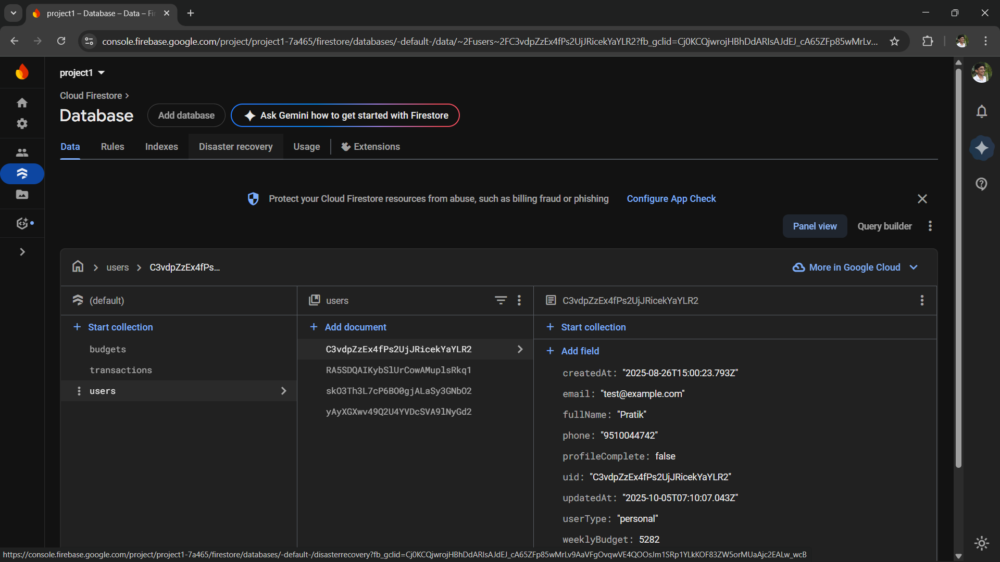 project1 – Database – Data – Fi
console.firebase.google.com/project/project1-7a465/firestore/databases/-default-/data/~2Fusers~2FC3vdpZzEx4fPs2UjJRicekYaYLR2?fb_gclid=Cj0KCQjwrojHBhDdARIsAJdEJ_cA65ZFp85wMrLv...
project1
Cloud Firestore >
Database
Add database
Ask Gemini how to get started with Firestore
Data
Rules
Indexes
Disaster recovery
Usage
Extensions
Protect your Cloud Firestore resources from abuse, such as billing fraud or phishing
Configure App Check
Panel view
Query builder
users
C3vdpZzEx4fPs...
More in Google Cloud
(default)
users
C3vdpZzEx4fPs2UjJRicekYaYLR2
+ Start collection
+ Add document
+ Start collection
budgets
transactions
users
C3vdpZzEx4fPs2UjJRicekYaYLR2
RA5SDQAIKybSlUrCowAMuplsRkq1
skO3Th3L7cP6BO0gjALaSy3GNbO2
yAyXGXwv49Q2U4YVDcSVA9lNyGd2
+ Add field
createdAt: "2025-08-26T15:00:23.793Z"
email: "test@example.com"
fullName: "Pratik"
phone: "9510044742"
profileComplete: false
uid: "C3vdpZzEx4fPs2UjJRicekYaYLR2"
updatedAt: "2025-10-05T07:10:07.043Z"
userType: "personal"
weeklyBudget: 5282
https://console.firebase.google.com/project/project1-7a465/firestore/databases/-default-/disasterrecovery?fb_gclid=Cj0KCQjwrojHBhDdARIsAJdEJ_cA65ZFp85wMrLv9AaVFgOvqwVE4QOOsJm1SRp1YLkKOF83ZW5orMUaAjc2EALw_wcB